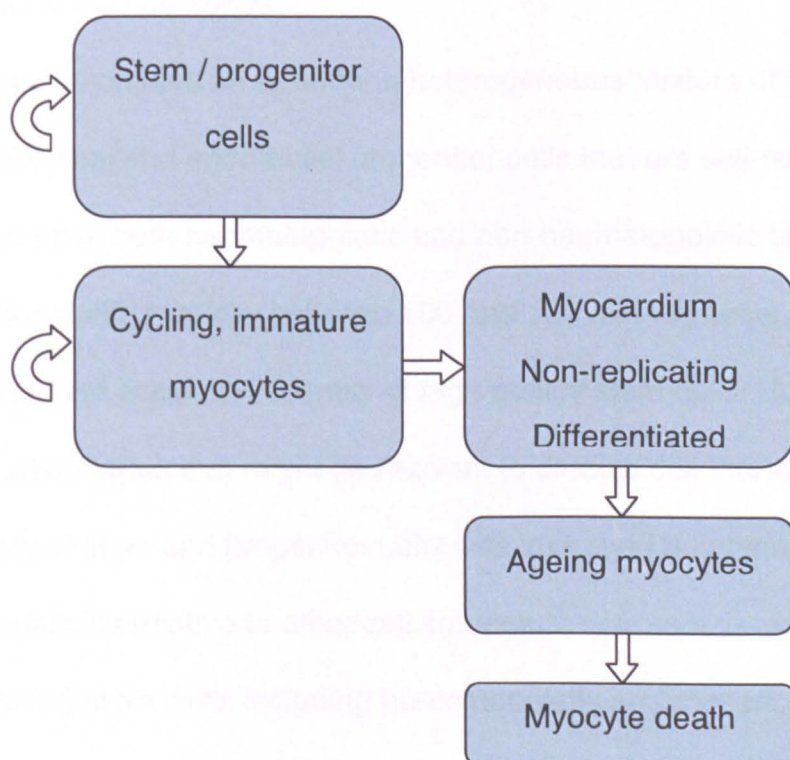 Stem / progenitor
cells
Cycling, immature
myocytes
Myocardium
Non-replicating
Differentiated
Ageing myocytes
Myocyte death